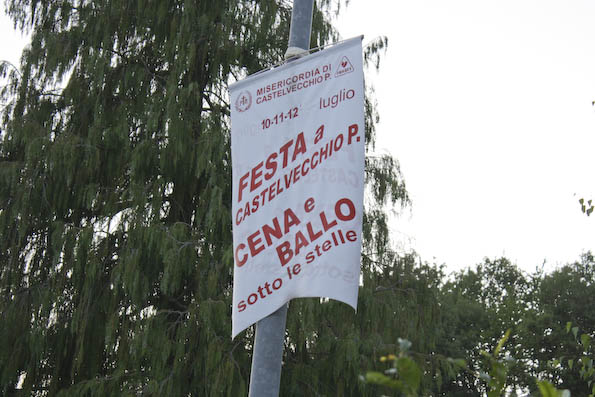 MISERICORDIA DI
CASTELVECCHIO P.
10-11-12 luglio
FESTA a
CASTELVECCHIO P.
CENA e
BALLO
sotto le stelle